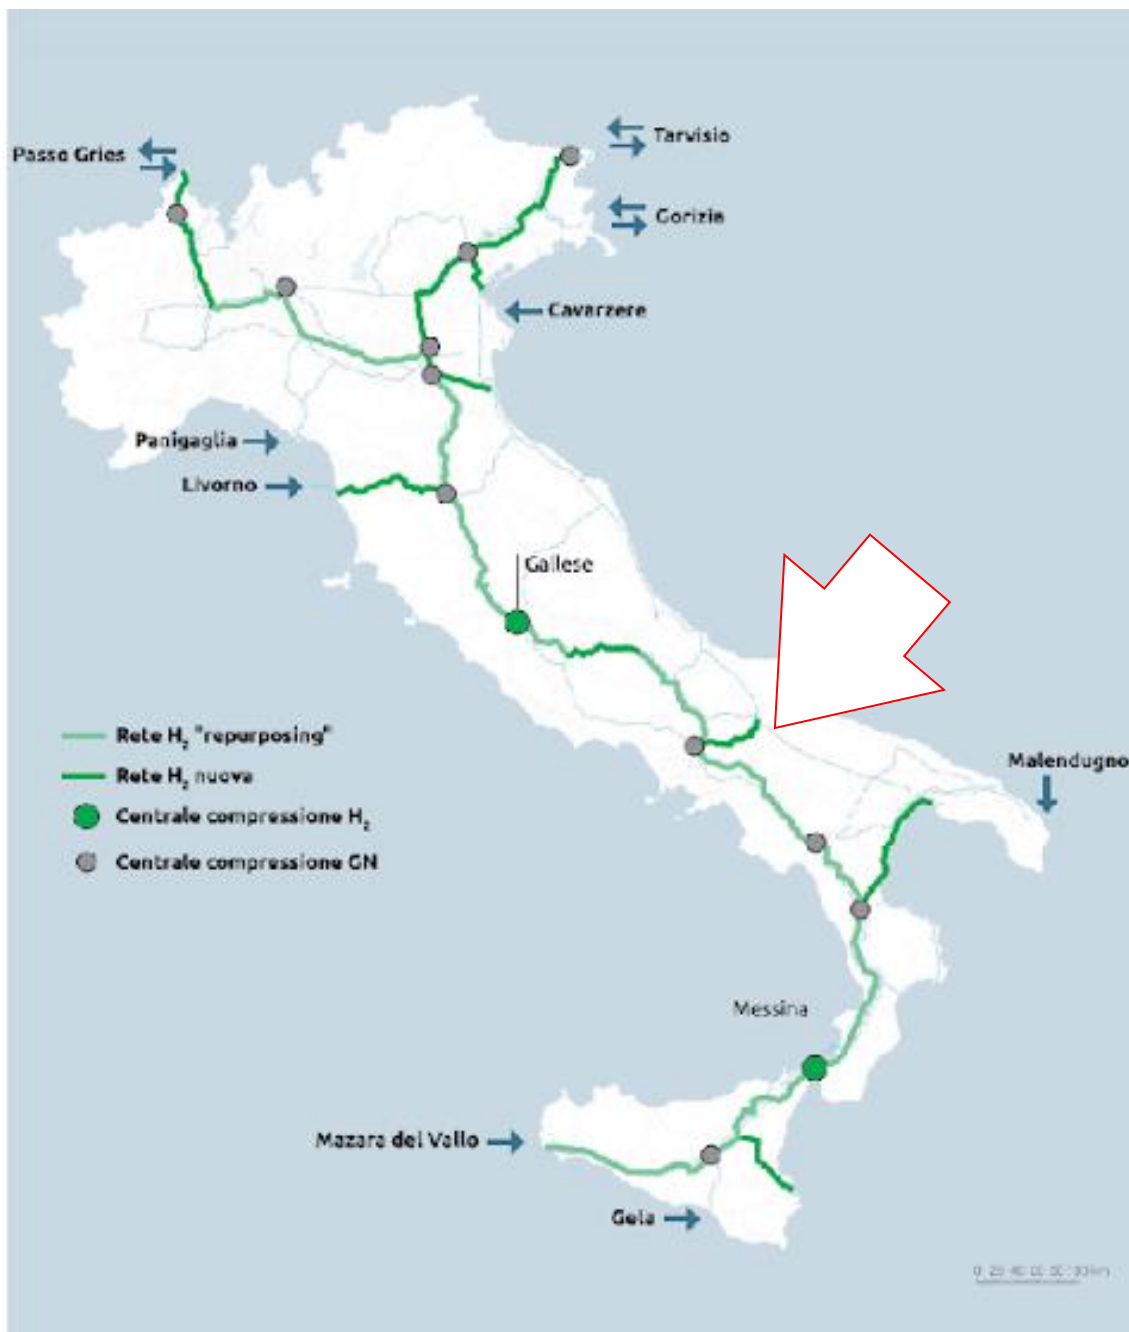 Tarvisio
Passo Gries
Gorizia
Cavarzere
Panigaglia
Livorno
Gallese
Rete H₂ "repurposing"
Rete H₂ nuova
Malendugno
Centrale compressione H₂
Centrale compressione GN
Messina
Mazara del Vallo
Gela